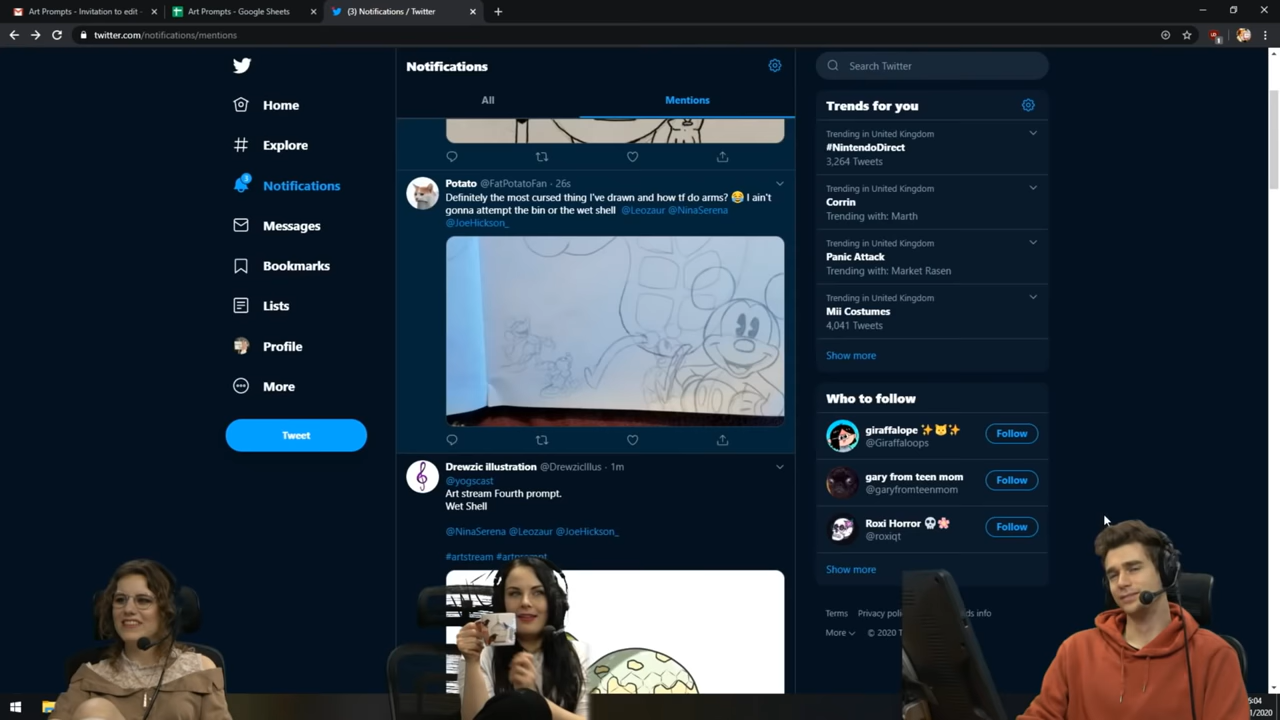 Art Prompts - Invitation to edit -
Art Prompts - Google Sheets
(3) Notifications / Twitter
twitter.com/notifications/mentions
Home
Explore
3
Notifications
Messages
Bookmarks
Lists
Profile
More
Tweet
Notifications
All
Mentions
Potato @FatPotatoFan · 26s
Definitely the most cursed thing I've drawn and how tf do arms? 😂 I ain't
gonna attempt the bin or the wet shell @Leozaur @NinaSerena
@JoeHickson_
Drewzic illustration @DrewzicIllus · 1m
@yogscast
Art stream Fourth prompt.
Wet Shell
@NinaSerena @Leozaur @JoeHickson_
#artstream #artprompt
Search Twitter
Trends for you
Trending in United Kingdom
#NintendoDirect
3,264 Tweets
Trending in United Kingdom
Corrin
Trending with: Marth
Trending in United Kingdom
Panic Attack
Trending with: Market Rasen
Trending in United Kingdom
Mii Costumes
4,041 Tweets
Show more
Who to follow
giraffalope ✨😺✨
@Giraffaloops
Follow
gary from teen mom
@garyfromteenmom
Follow
Roxi Horror 💀🌸
@roxiqt
Follow
Show more
Terms
Privacy
info
More
© 2020